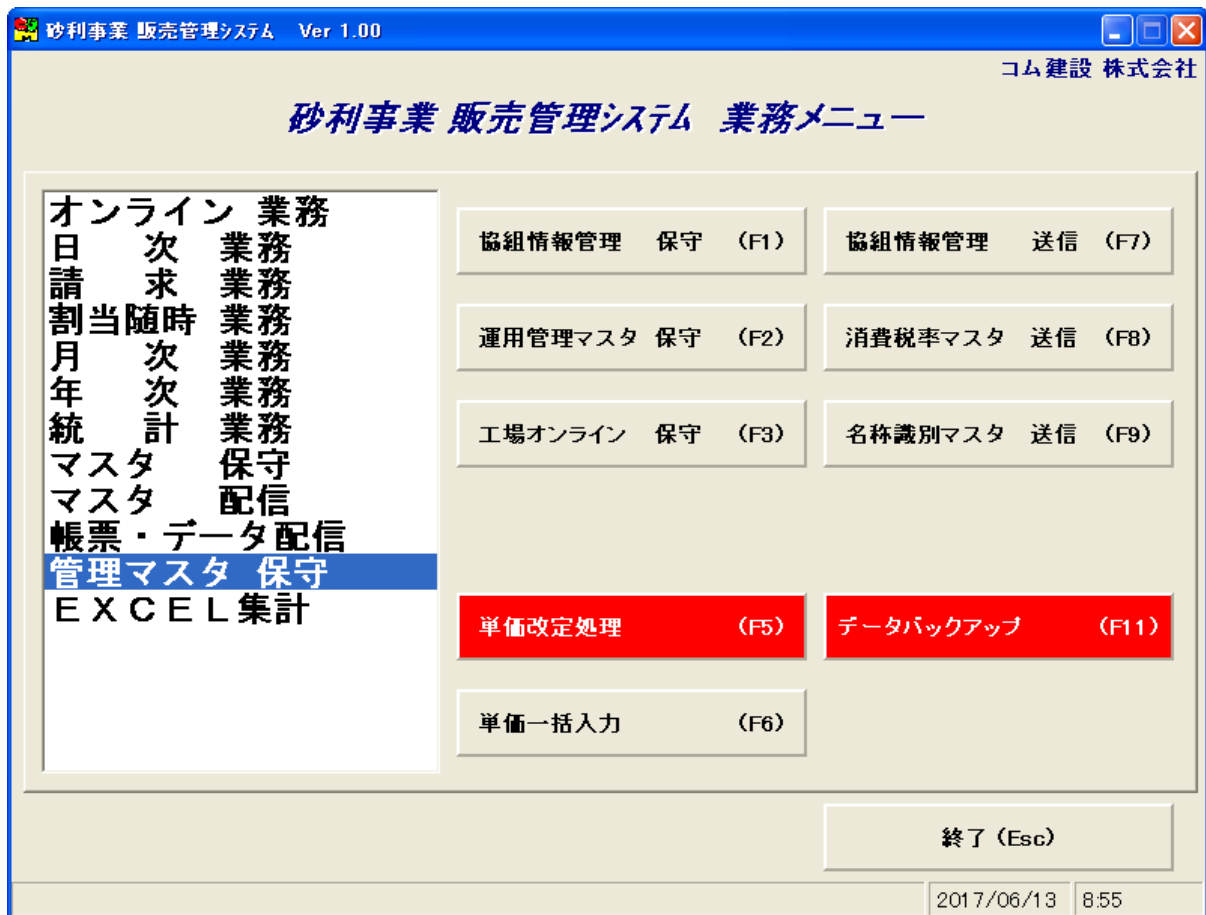 砂利事業 販売管理ｼｽﾃﾑ Ver 1.00
コム建設 株式会社
砂利事業 販売管理ｼｽﾃﾑ 業務メニュー
オンライン 業務
日 次 業務
請 求 業務
割当随時 業務
月 次 業務
年 次 業務
統 計 業務
マスタ 保守
マスタ 配信
帳票・データ配信
管理マスタ 保守
ＥＸＣＥＬ集計
協組情報管理 保守 (F1)
協組情報管理 送信 (F7)
運用管理マスタ 保守 (F2)
消費税率マスタ 送信 (F8)
工場オンライン 保守 (F3)
名称識別マスタ 送信 (F9)
単価改定処理 (F5)
データバックアップ (F11)
単価一括入力 (F6)
終了 (Esc)
2017/06/13 8:55